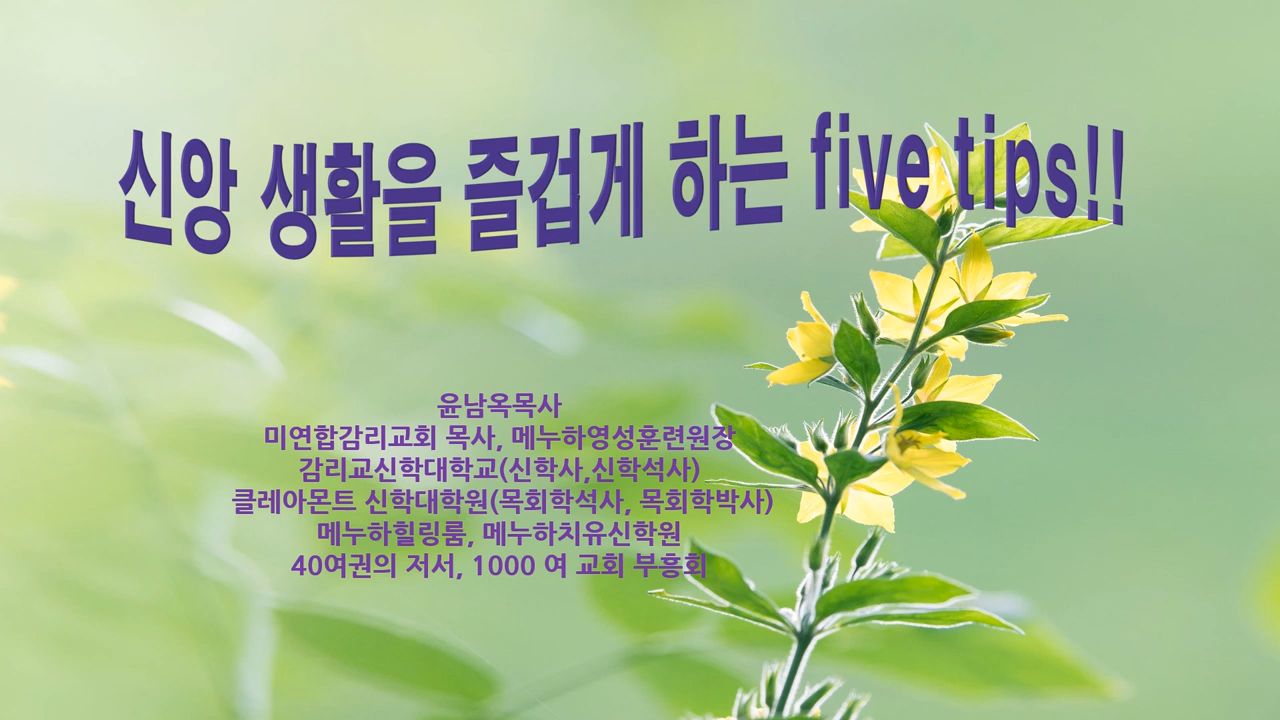 신앙 생활을 즐겁게 하는 five tips!!
윤남옥목사
미연합감리교회 목사, 메누하영성훈련원장
감리교신학대학교(신학사,신학석사)
클레아몬트 신학대학원(목회학석사, 목회학박사)
메누하힐링룸, 메누하치유신학원
40여권의 저서, 1000 여 교회 부흥회